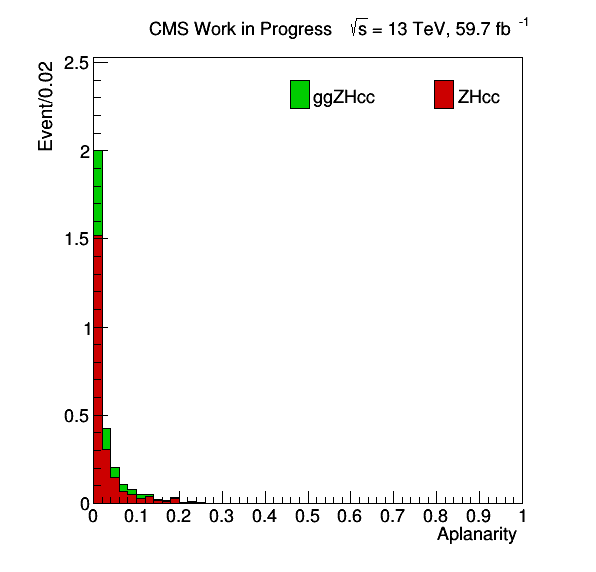 CMS Work in Progress √s = 13 TeV, 59.7 fb -1
Event/0.02
ggZHcc ZHcc
2.5
2
1.5
1
0.5
0
0 0.1 0.2 0.3 0.4 0.5 0.6 0.7 0.8 0.9 1
Aplanarity